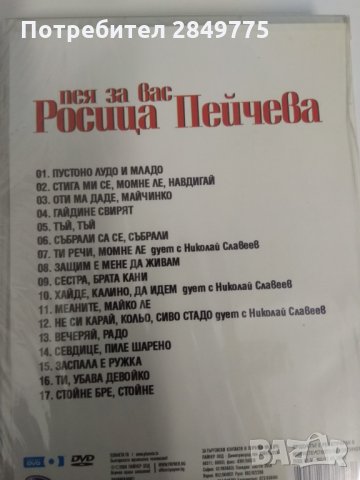 Потребител 2849775
пея за вас
Росица Пейчева
01. ПУСТОНО ЛУДО И МЛАДО
02. СТИГА МИ СЕ, МОМНЕ ЛЕ, НАВДИГАЙ
03. ОТИ МА ДАДЕ, МАЙЧИНКО
04. ГАЙДИНЕ СВИРЯТ
05. ТЪЙ, ТЪЙ
06. СЪБРАЛИ СА СЕ, СЪБРАЛИ
07. ТИ РЕЧИ, МОМНЕ ЛЕ дует с Николай Славеев
08. ЗАЩИМ Е МЕНЕ ДА ЖИВАМ
09. СЕСТРА, БРАТА КАНИ
10. ХАЙДЕ, КАЛИНО, ДА ИДЕМ дует с Николай Славеев
11. МЕАНИТЕ, МАЙКО ЛЕ
12. НЕ СИ КАРАЙ, КОЛЬО, СИВО СТАДО дует с Николай Славеев
13. ВЕЧЕРЯЙ, РАДО
14. СЕВДИЦЕ, ПИЛЕ ШАРЕНО
15. ЗАСПАЛА Е РУЖКА
16. ТИ, УБАВА ДЕВОЙКО
17. СТОЙНЕ БРЕ, СТОЙНЕ
DVD
bazar